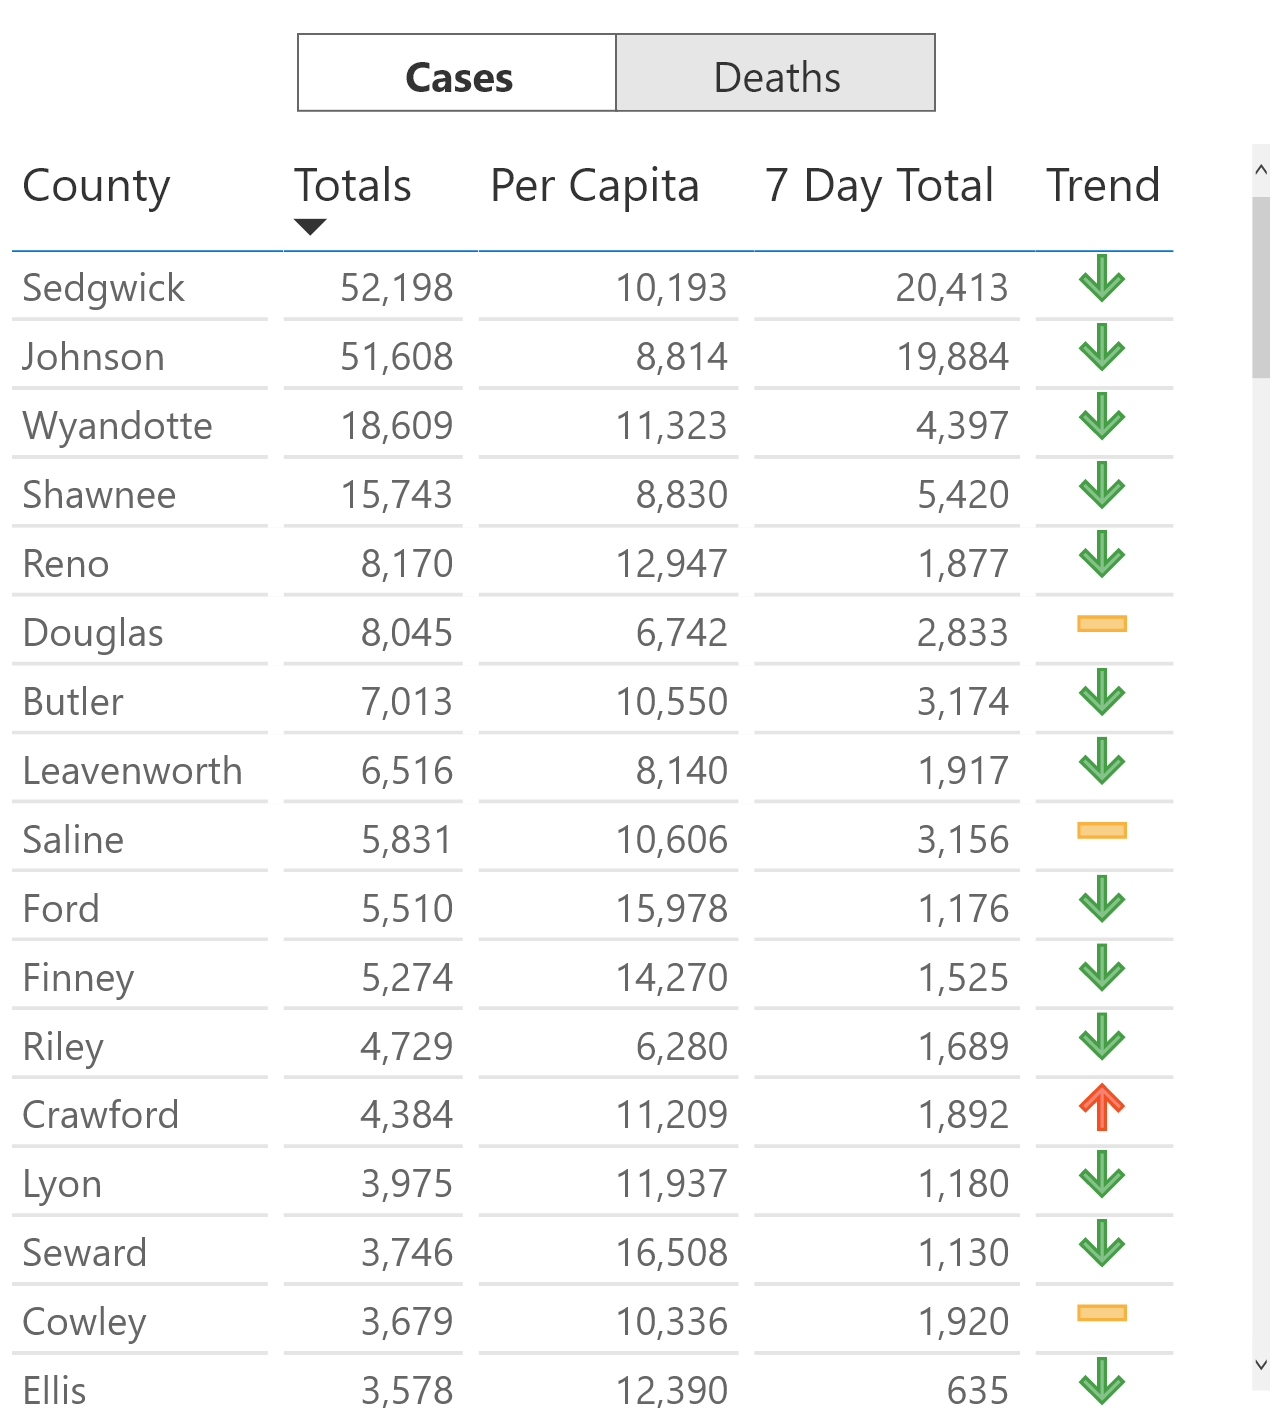 Cases Deaths
County Totals Per Capita 7 Day Total Trend
Sedgwick 52,198 10,193 20,413
Johnson 51,608 8,814 19,884
Wyandotte 18,609 11,323 4,397
Shawnee 15,743 8,830 5,420
Reno 8,170 12,947 1,877
Douglas 8,045 6,742 2,833
Butler 7,013 10,550 3,174
Leavenworth 6,516 8,140 1,917
Saline 5,831 10,606 3,156
Ford 5,510 15,978 1,176
Finney 5,274 14,270 1,525
Riley 4,729 6,280 1,689
Crawford 4,384 11,209 1,892
Lyon 3,975 11,937 1,180
Seward 3,746 16,508 1,130
Cowley 3,679 10,336 1,920
Ellis 3,578 12,390 635